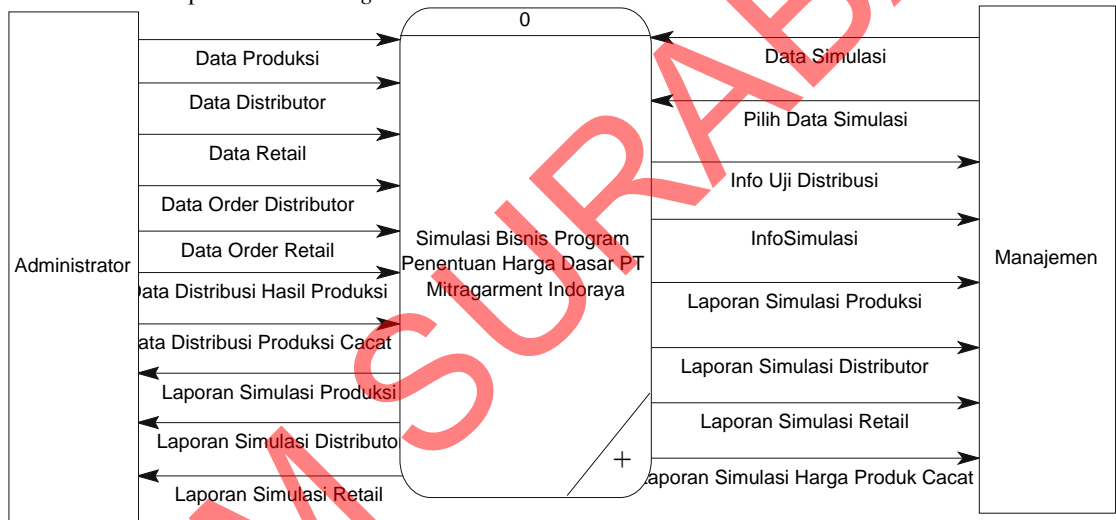 0
Data Produksi
Data Distributor
Data Retail
Data Order Distributor
Data Order Retail
Administrator
Data Distribusi Hasil Produksi
ata Distribusi Produksi Cacat
Laporan Simulasi Produksi
Laporan Simulasi Distributo
Laporan Simulasi Retail
Simulasi Bisnis Program
Penentuan Harga Dasar PT
Mitragarment Indoraya
+
Data Simulasi
Pilih Data Simulasi
Info Uji Distribusi
InfoSimulasi
Laporan Simulasi Produksi
Laporan Simulasi Distributor
Laporan Simulasi Retail
aporan Simulasi Harga Produk Cacat
Manajemen
M SURABA